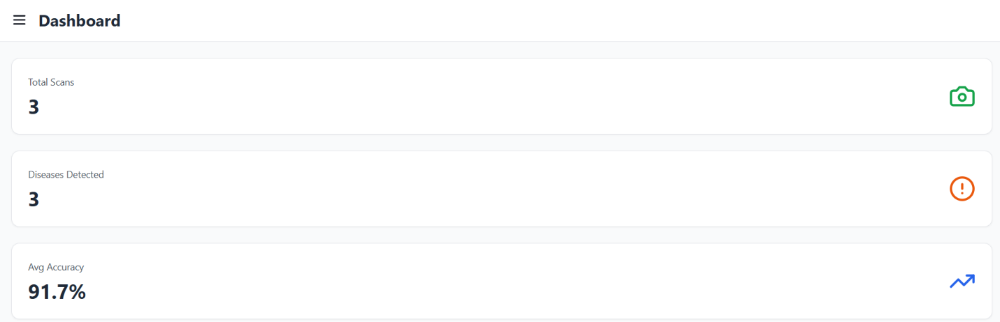 Dashboard
Total Scans
3
Diseases Detected
3
Avg Accuracy
91.7%